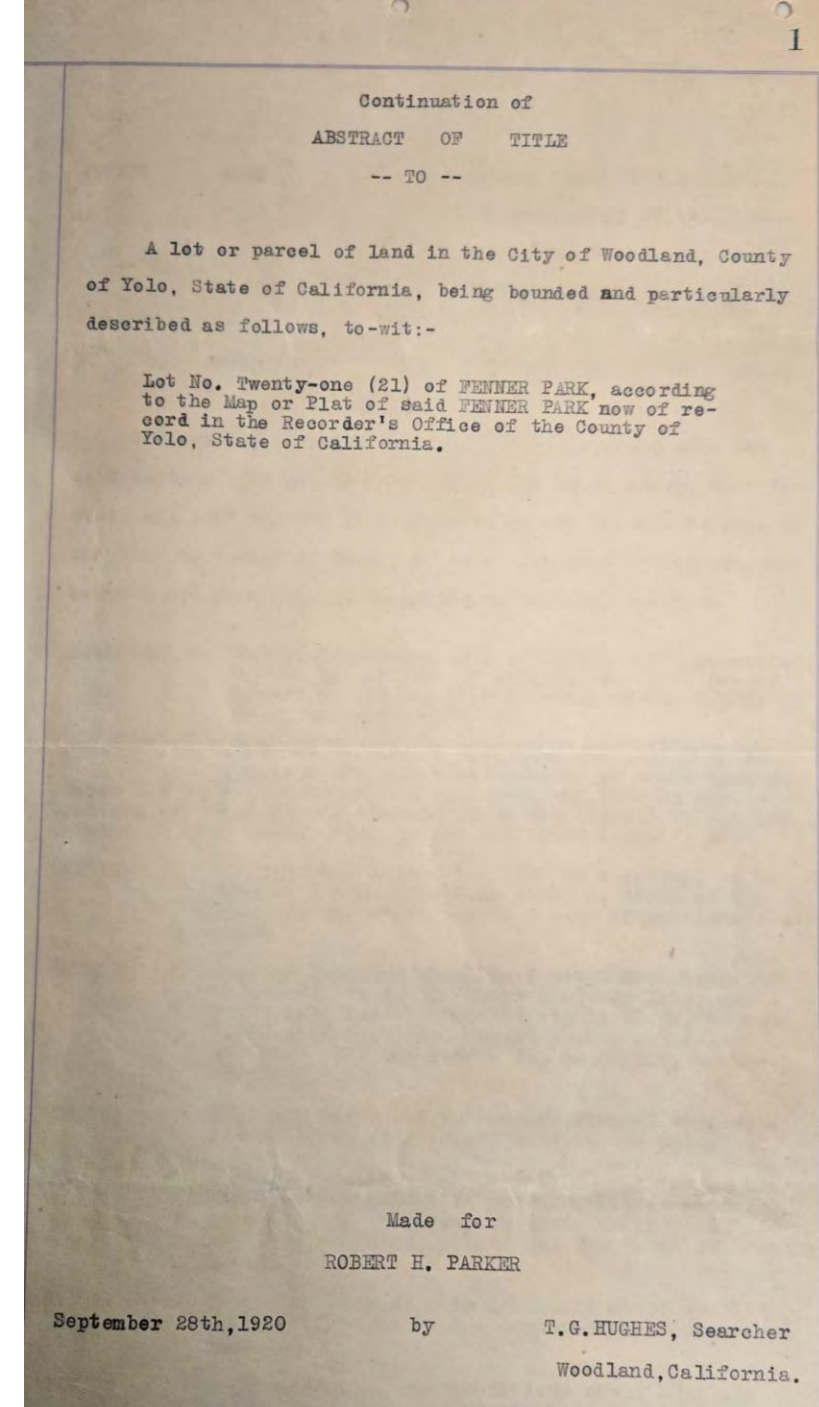 1
Continuation of
ABSTRACT OF TITLE
-- TO --
A lot or parcel of land in the City of Woodland, County
of Yolo, State of California, being bounded and particularly
described as follows, to-wit:-
Lot No. Twenty-one (21) of FENNER PARK, according
to the Map or Plat of said FENNER PARK now of re-
cord in the Recorder's Office of the County of
Yolo, State of California.
Made for
ROBERT H. PARKER
September 28th,1920 by T.G.HUGHES, Searcher
Woodland,California.